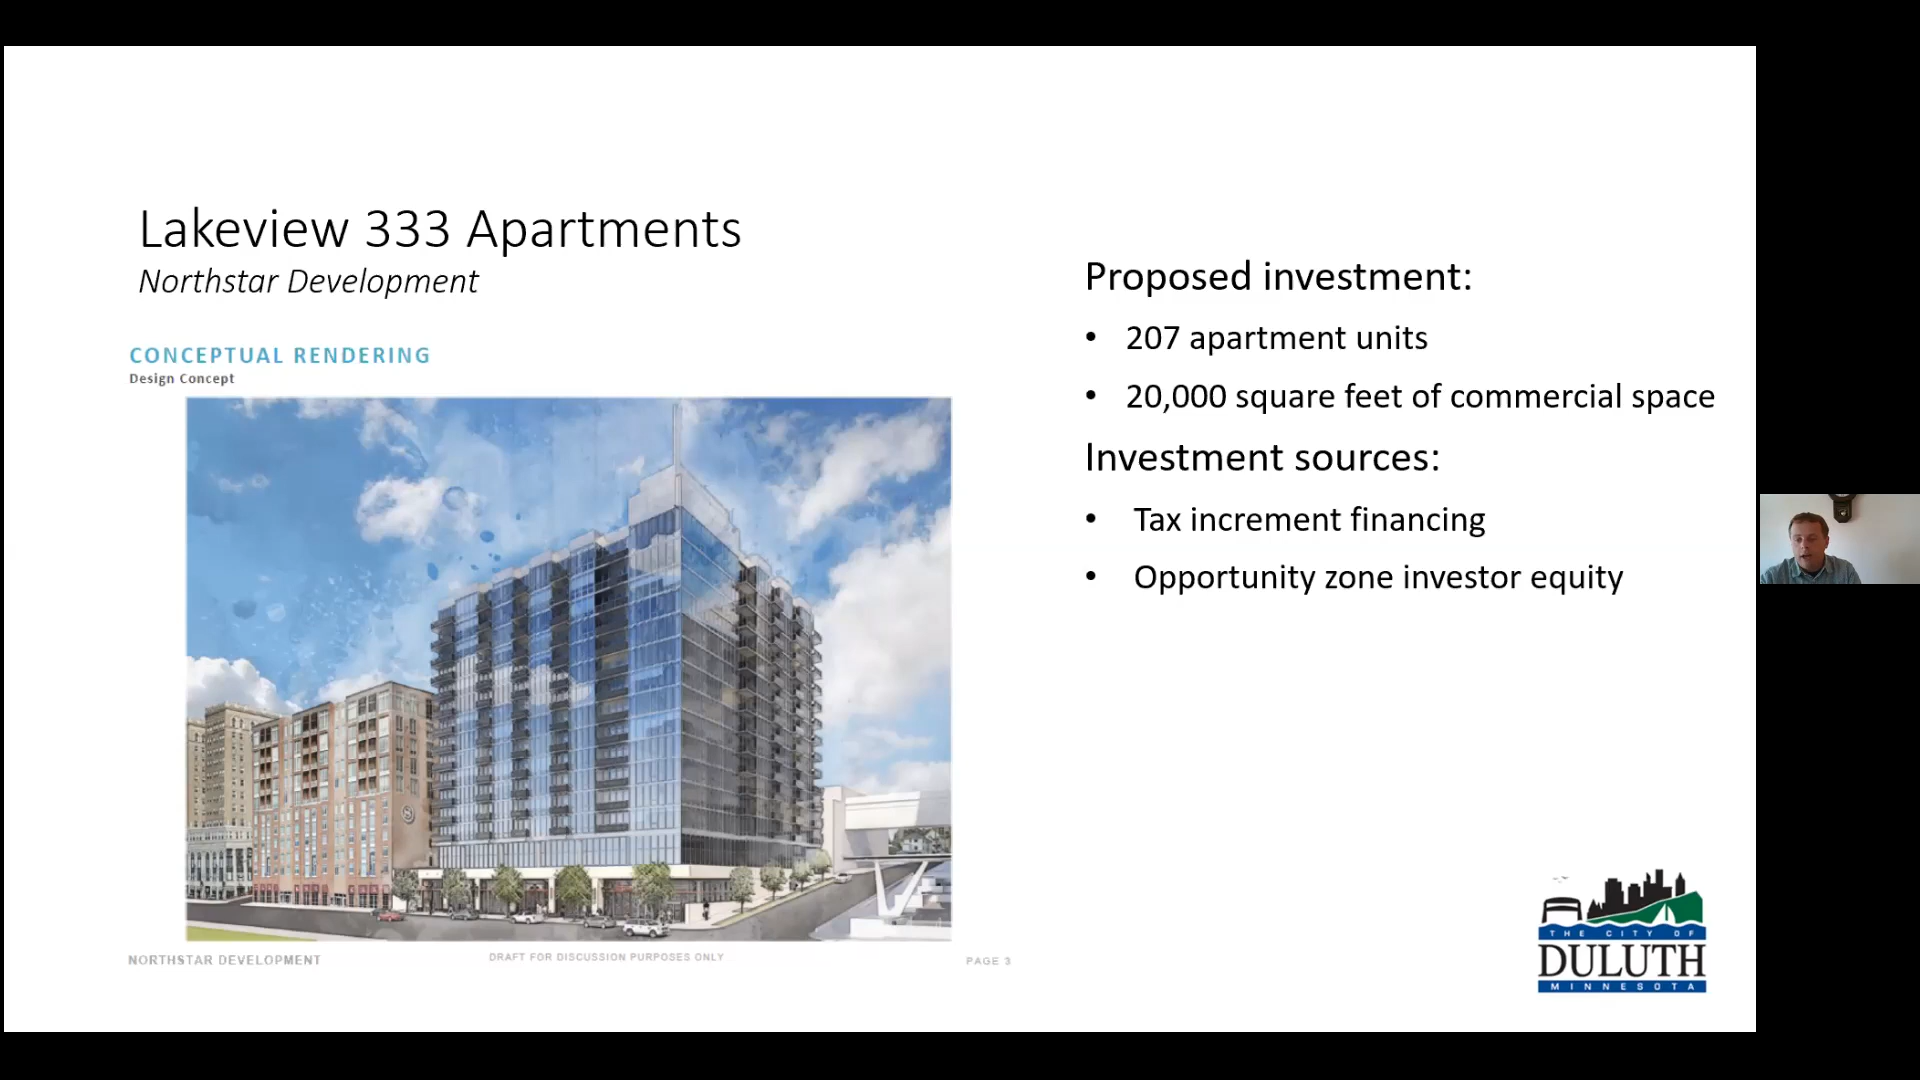 Lakeview 333 Apartments
Northstar Development
CONCEPTUAL RENDERING
Design Concept
NORTHSTAR DEVELOPMENT
DRAFT FOR DISCUSSION PURPOSES ONLY
PAGE 3
Proposed investment:
• 207 apartment units
• 20,000 square feet of commercial space
Investment sources:
• Tax increment financing
• Opportunity zone investor equity
THE CITY OF
DULUTH
MINNESOTA